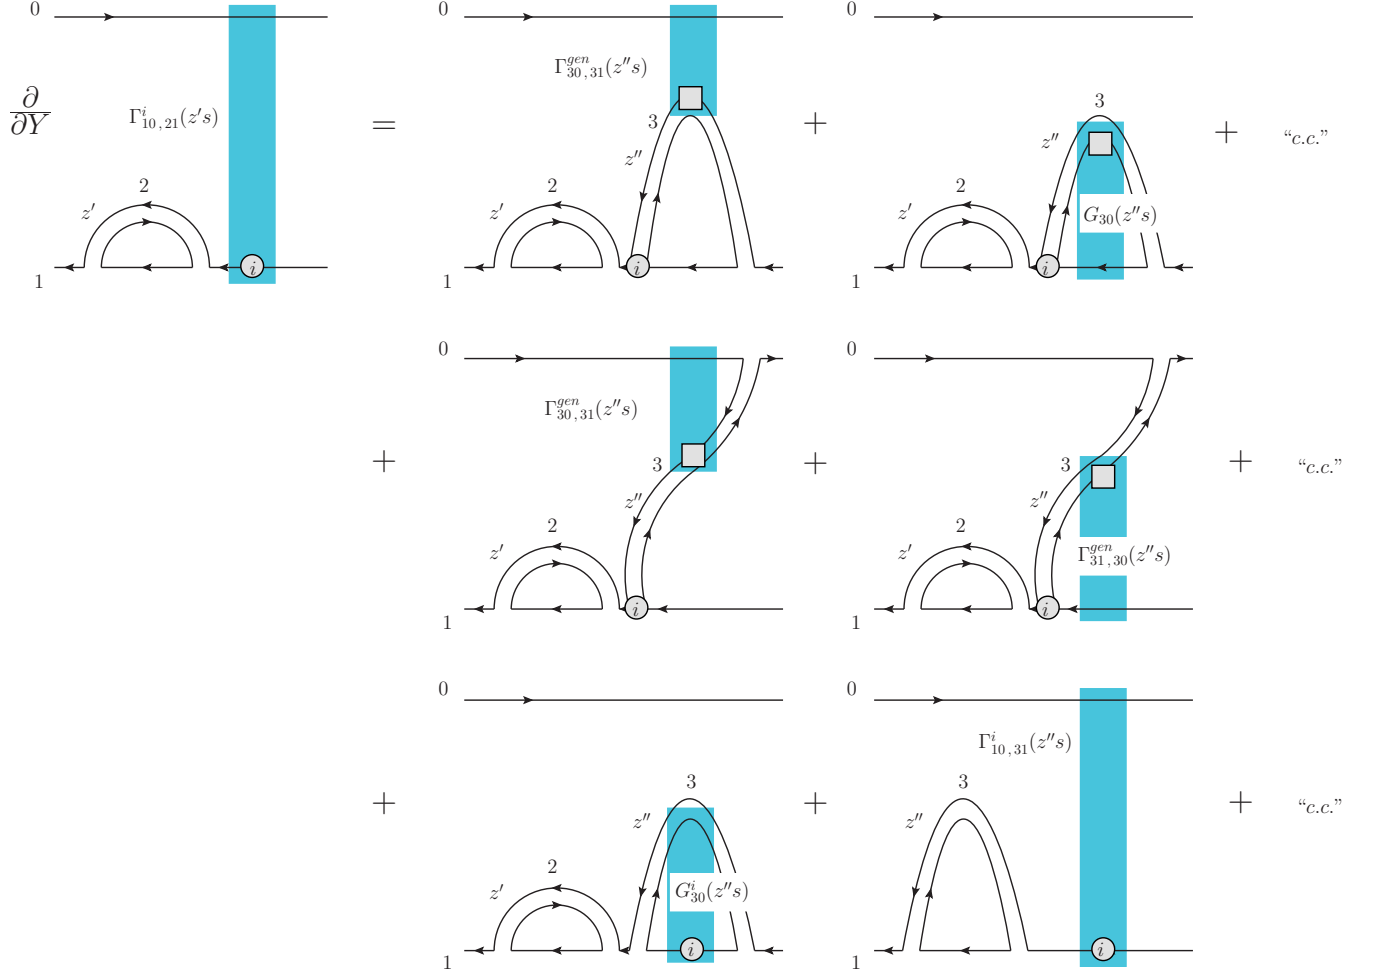 0 0 0
∂/∂Y Γ^i_{10,21}(z′s) = Γ^{gen}_{30,31}(z″s) + 3 + “c.c.”
3 z″ z″
2 2 2 G_{30}(z″s)
z′ z′ z′
i i i
1 1 1
0 0
Γ^{gen}_{30,31}(z″s)
+ 3 + 3 + “c.c.”
z″ z″
2 2
z′ z′ Γ^{gen}_{31,30}(z″s)
i i
1 1
0 0
Γ^i_{10,31}(z″s)
3 3
+ z″ + z″ + “c.c.”
2
z′ G^i_{30}(z″s)
i i
1 1